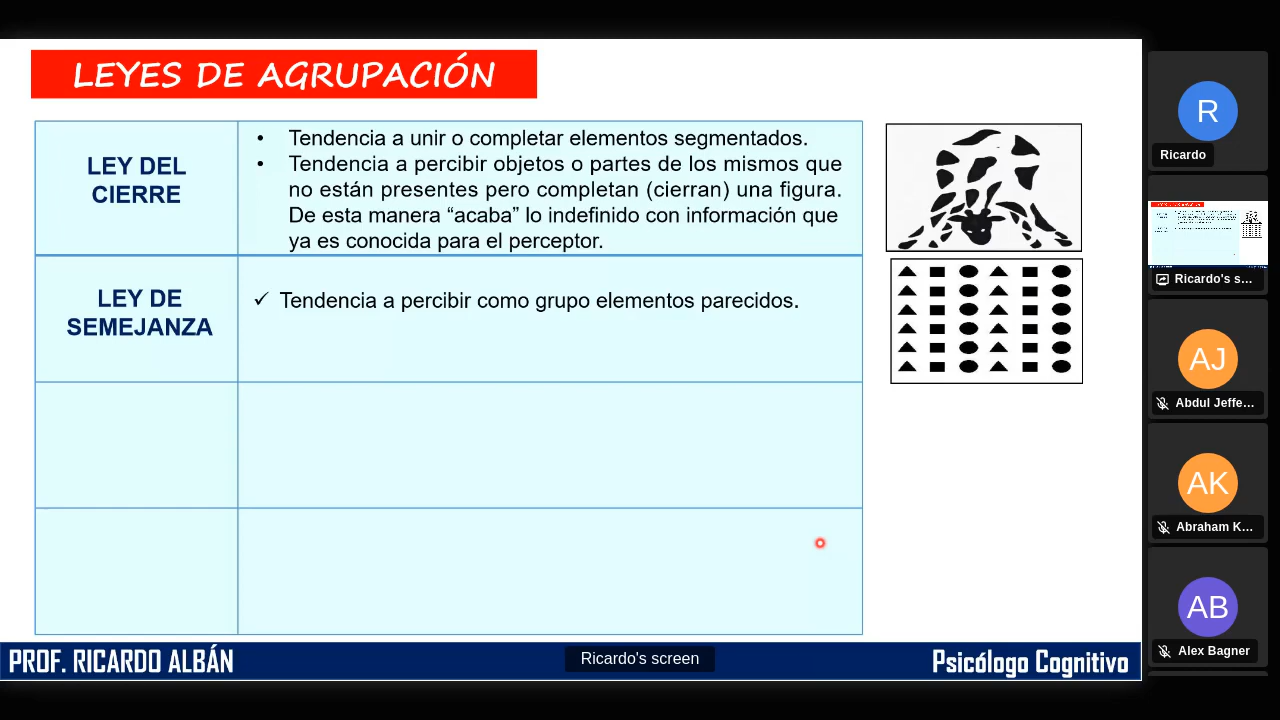 LEYES DE AGRUPACIÓN
LEY DEL
CIERRE
• Tendencia a unir o completar elementos segmentados.
• Tendencia a percibir objetos o partes de los mismos que
no están presentes pero completan (cierran) una figura.
De esta manera “acaba” lo indefinido con información que
ya es conocida para el perceptor.
LEY DE
SEMEJANZA
✓ Tendencia a percibir como grupo elementos parecidos.
PROF. RICARDO ALBÁN
Ricardo's screen
Psicólogo Cognitivo
R
Ricardo
Ricardo's s...
AJ
Abdul Jeffe...
AK
Abraham K...
AB
Alex Bagner